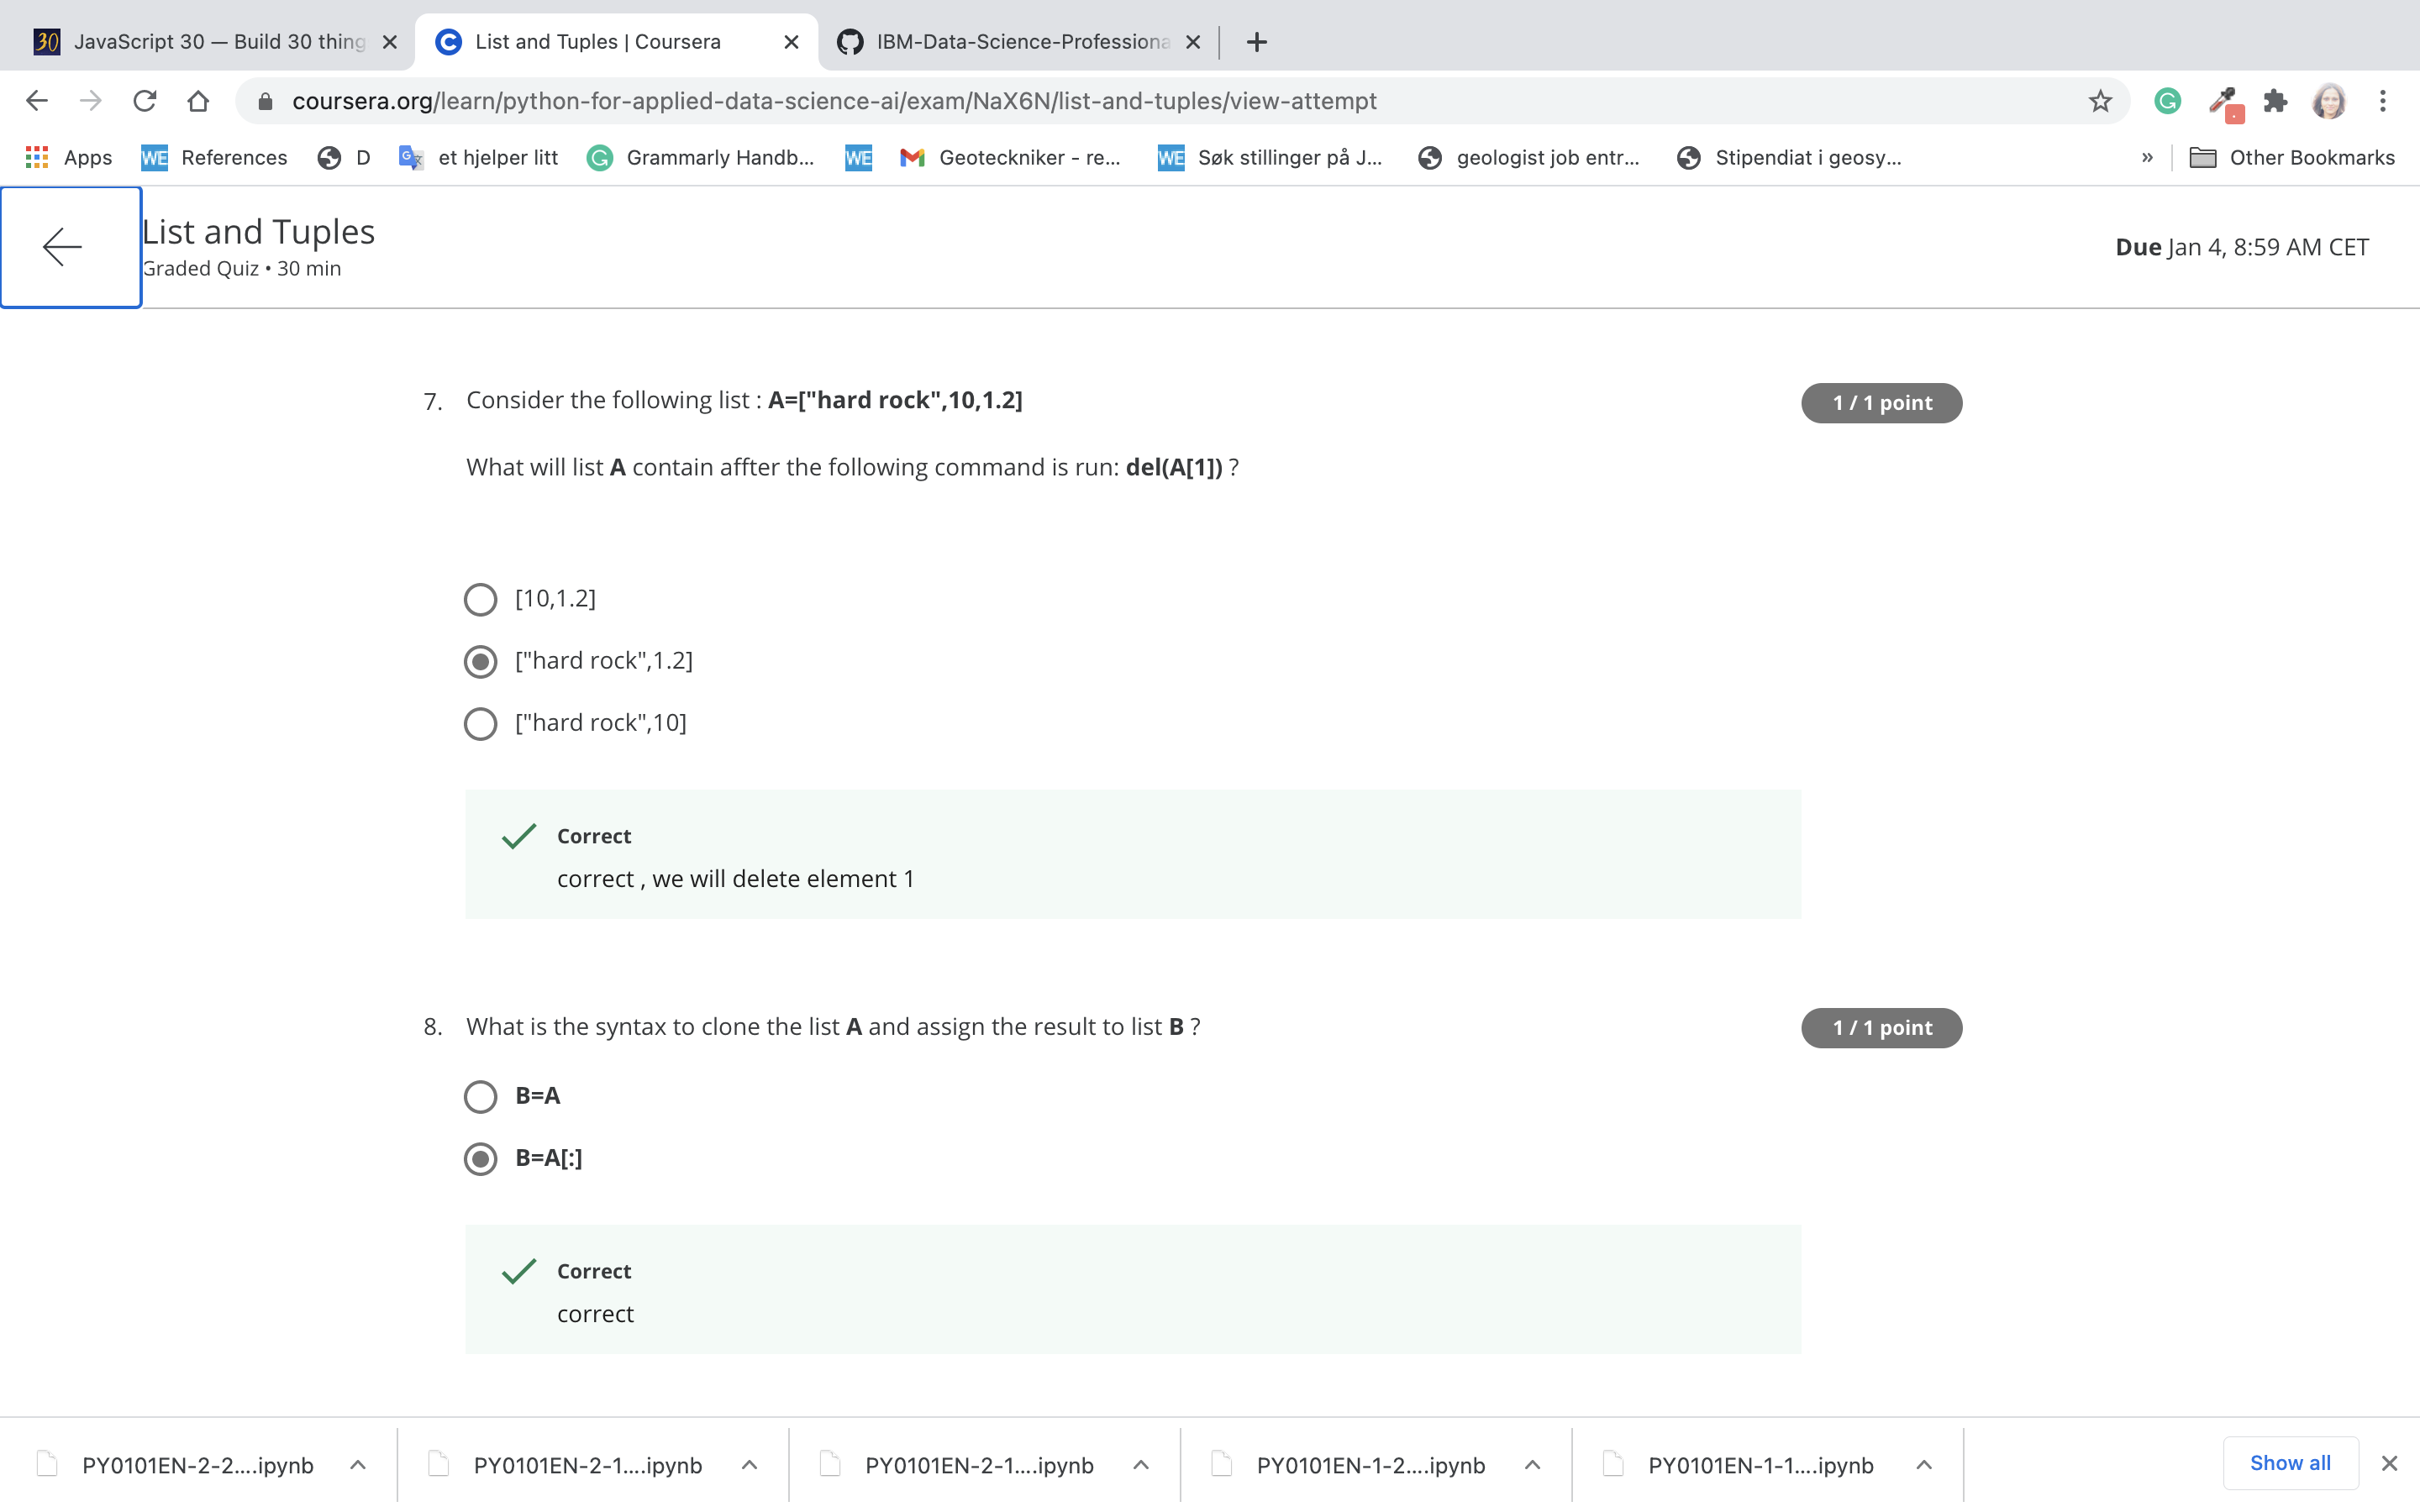 JavaScript 30 — Build 30 thing
List and Tuples | Coursera
IBM-Data-Science-Professiona
coursera.org/learn/python-for-applied-data-science-ai/exam/NaX6N/list-and-tuples/view-attempt
Apps
References
D
et hjelper litt
Grammarly Handb...
Geoteckniker - re...
Søk stillinger på J...
geologist job entr...
Stipendiat i geosy...
»
Other Bookmarks
List and Tuples
Graded Quiz • 30 min
Due Jan 4, 8:59 AM CET
7. Consider the following list : A=["hard rock",10,1.2]
1 / 1 point
What will list A contain affter the following command is run: del(A[1]) ?
[10,1.2]
["hard rock",1.2]
["hard rock",10]
Correct
correct , we will delete element 1
8. What is the syntax to clone the list A and assign the result to list B ?
1 / 1 point
B=A
B=A[:]
Correct
correct
PY0101EN-2-2....ipynb
PY0101EN-2-1....ipynb
PY0101EN-2-1....ipynb
PY0101EN-1-2....ipynb
PY0101EN-1-1....ipynb
Show all